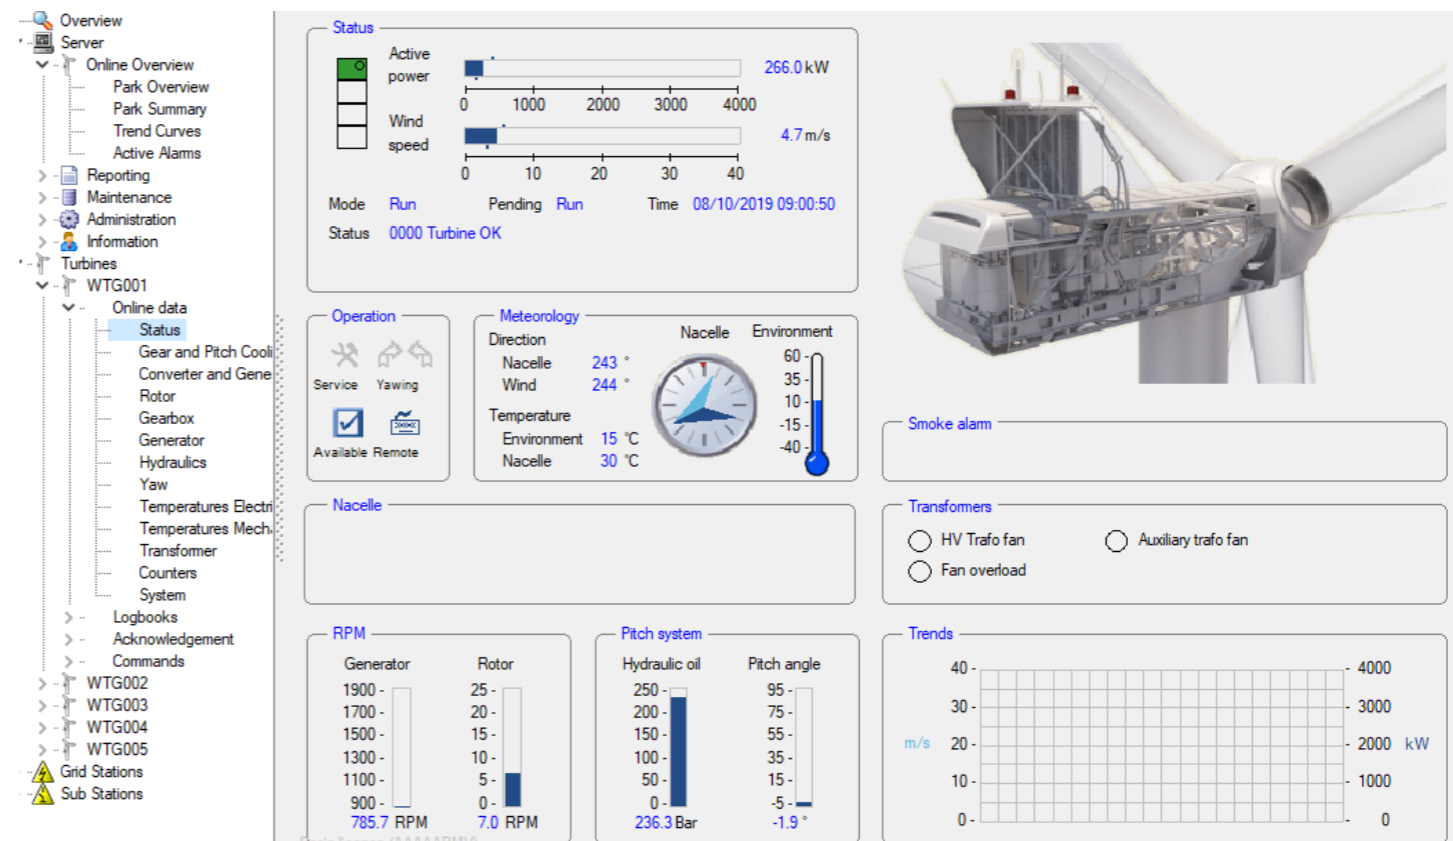 Overview
Server
Online Overview
Park Overview
Park Summary
Trend Curves
Active Alarms
Reporting
Maintenance
Administration
Information
Turbines
WTG001
Online data
Status
Gear and Pitch Cooli
Converter and Gene
Rotor
Gearbox
Generator
Hydraulics
Yaw
Temperatures Electri
Temperatures Mech
Transformer
Counters
System
Logbooks
Acknowledgement
Commands
WTG002
WTG003
WTG004
WTG005
Grid Stations
Sub Stations
Status
Active power 266.0 kW
0 1000 2000 3000 4000
Wind speed 4.7 m/s
0 10 20 30 40
Mode Run Pending Run Time 08/10/2019 09:00:50
Status 0000 Turbine OK
Operation
Service Yawing
Available Remote
Meteorology
Direction
Nacelle 243 °
Wind 244 °
Temperature
Environment 15 °C
Nacelle 30 °C
Nacelle
Environment
60 -
35 -
10 -
-15 -
-40 -
Smoke alarm
Nacelle
Transformers
HV Trafo fan Auxiliary trafo fan
Fan overload
RPM
Generator
1900 -
1700 -
1500 -
1300 -
1100 -
900 -
785.7 RPM
Rotor
25 -
20 -
15 -
10 -
5 -
0 -
7.0 RPM
Pitch system
Hydraulic oil
250 -
200 -
150 -
100 -
50 -
0 -
236.3 Bar
Pitch angle
95 -
75 -
55 -
35 -
15 -
-5 -
-1.9 °
Trends
40 - - 4000
30 - - 3000
m/s 20 - - 2000 kW
10 - - 1000
0 - - 0